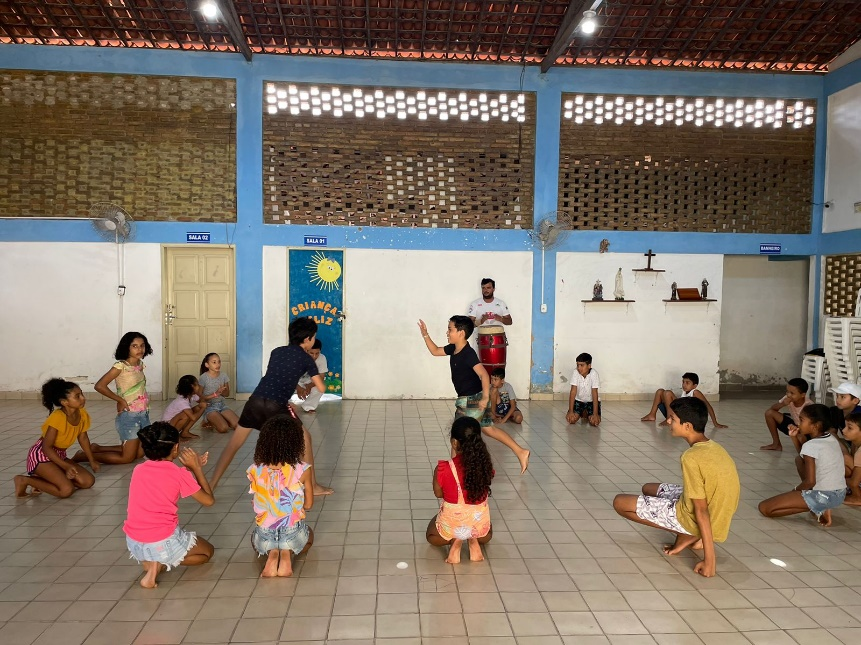 SALA 02
SALA 01
BANHEIRO
CRIANÇA
FELIZ